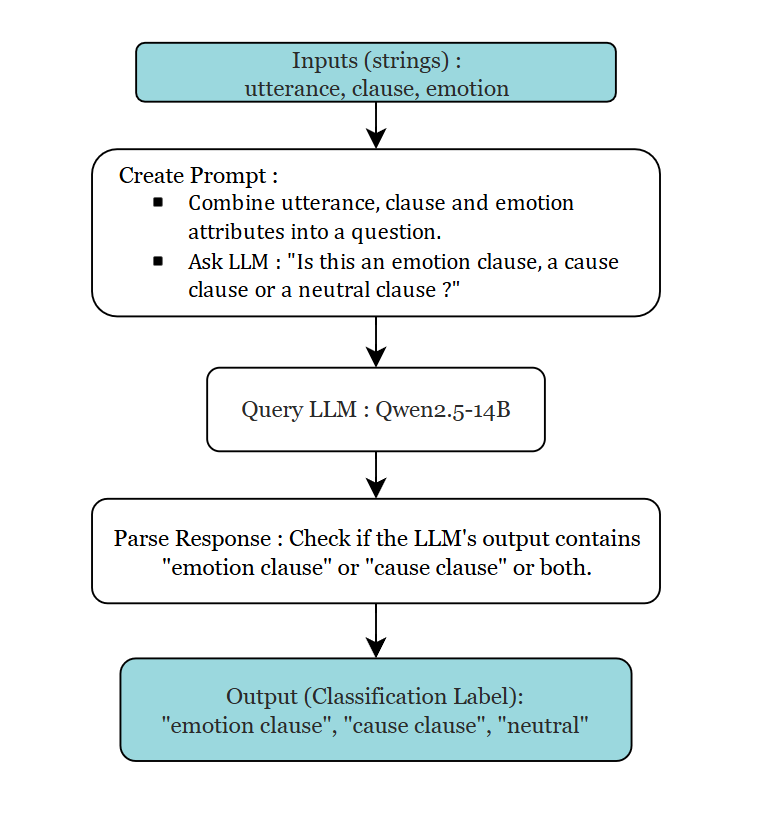 Inputs (strings) :
utterance, clause, emotion
Create Prompt :
▪ Combine utterance, clause and emotion
attributes into a question.
▪ Ask LLM : "Is this an emotion clause, a cause
clause or a neutral clause ?"
Query LLM : Qwen2.5-14B
Parse Response : Check if the LLM's output contains
"emotion clause" or "cause clause" or both.
Output (Classification Label):
"emotion clause", "cause clause", "neutral"